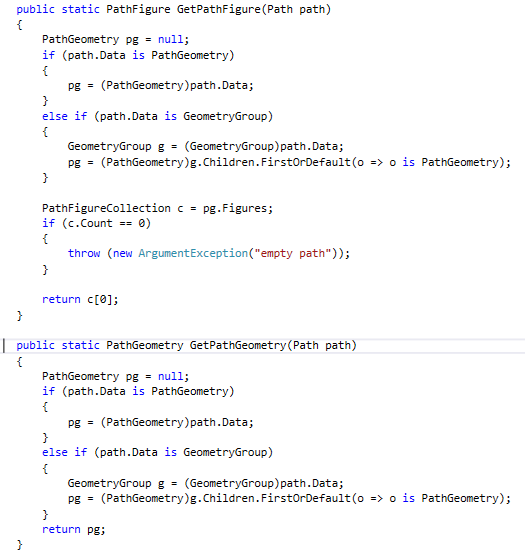 public static PathFigure GetPathFigure(Path path)
{
    PathGeometry pg = null;
    if (path.Data is PathGeometry)
    {
        pg = (PathGeometry)path.Data;
    }
    else if (path.Data is GeometryGroup)
    {
        GeometryGroup g = (GeometryGroup)path.Data;
        pg = (PathGeometry)g.Children.FirstOrDefault(o => o is PathGeometry);
    }

    PathFigureCollection c = pg.Figures;
    if (c.Count == 0)
    {
        throw (new ArgumentException("empty path"));
    }

    return c[0];
}

public static PathGeometry GetPathGeometry(Path path)
{
    PathGeometry pg = null;
    if (path.Data is PathGeometry)
    {
        pg = (PathGeometry)path.Data;
    }
    else if (path.Data is GeometryGroup)
    {
        GeometryGroup g = (GeometryGroup)path.Data;
        pg = (PathGeometry)g.Children.FirstOrDefault(o => o is PathGeometry);
    }
    return pg;
}